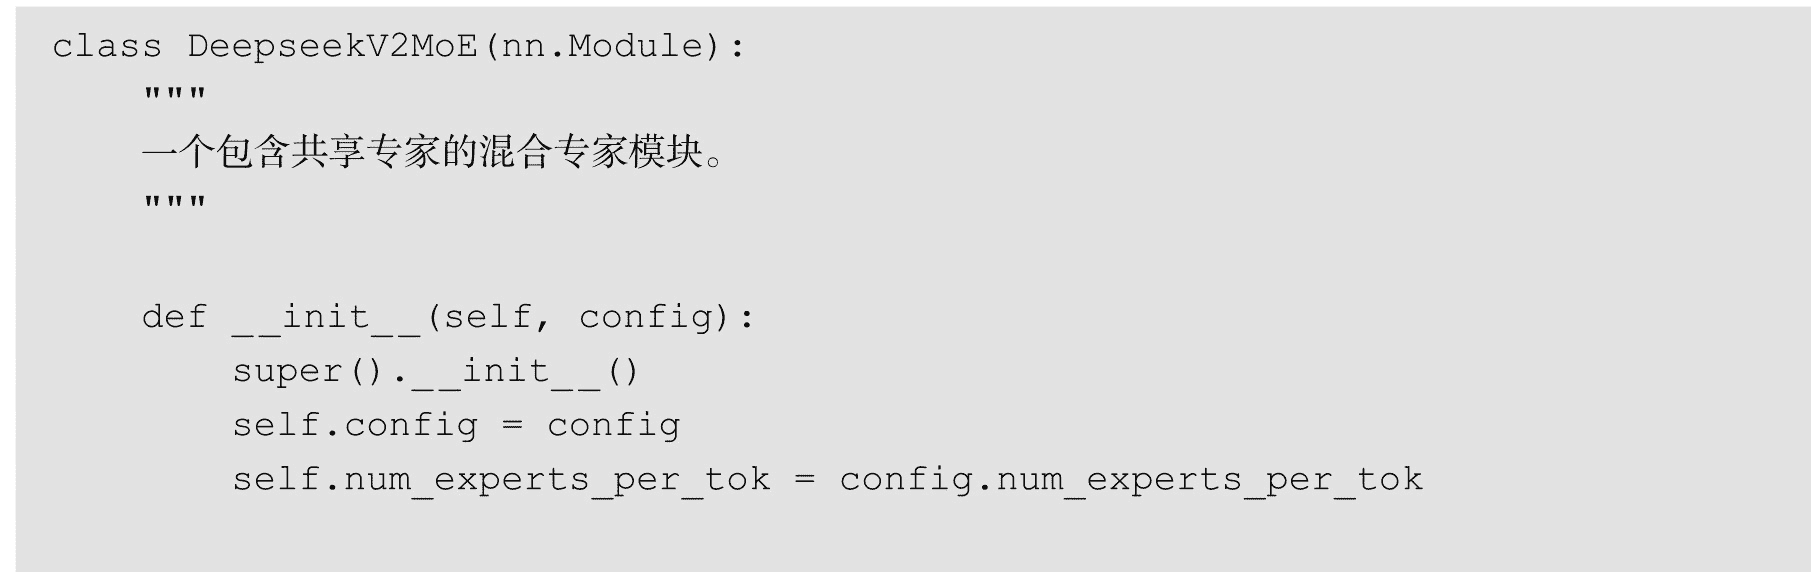 class DeepseekV2MoE(nn.Module):
    """
    一个包含共享专家的混合专家模块。
    """

    def __init__(self, config):
        super().__init__()
        self.config = config
        self.num_experts_per_tok = config.num_experts_per_tok